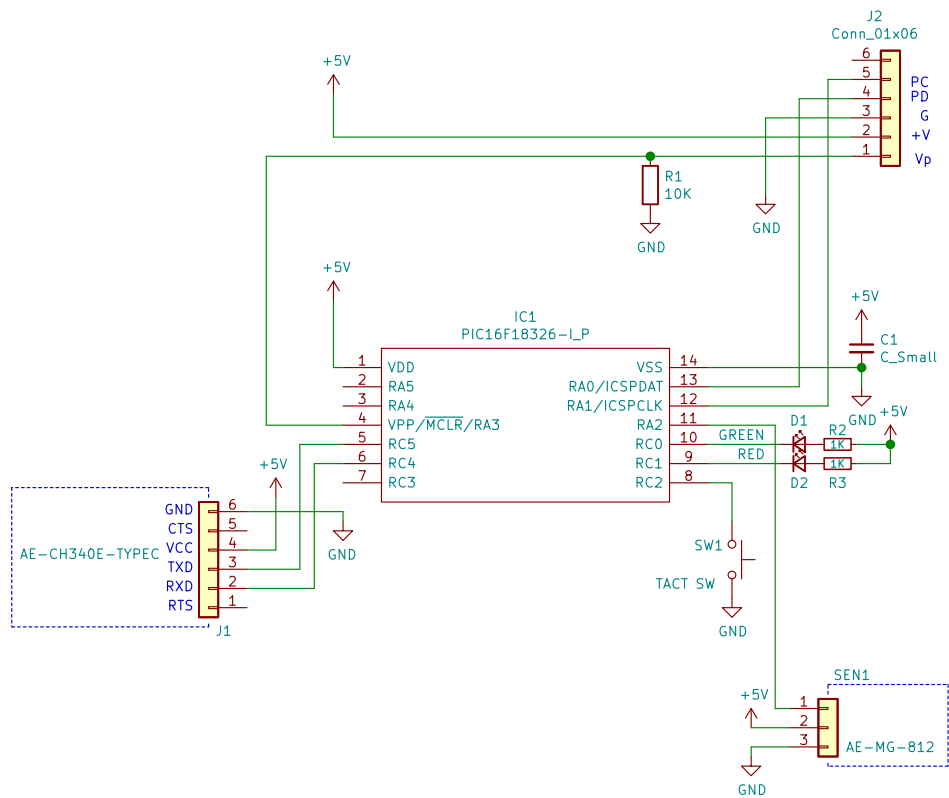 J2
Conn_01x06
+5V
6
5
PC
4
PD
3
G
2
+V
1
Vp
R1
10K
GND
GND
+5V
+5V
IC1
PIC16F18326-I_P
C1
C_Small
GND
1
VDD
2
RA5
3
RA4
4
VPP/MCLR/RA3
5
RC5
6
RC4
7
RC3
VSS
14
RA0/ICSPDAT
13
RA1/ICSPCLK
12
RA2
11
RC0
10
RC1
9
RC2
8
GREEN
RED
D1
D2
R2
1K
1K
R3
+5V
+5V
GND
6
CTS
5
VCC
4
TXD
3
RXD
2
RTS
1
AE-CH340E-TYPEC
J1
GND
SW1
TACT SW
GND
SEN1
+5V
1
2
3
AE-MG-812
GND